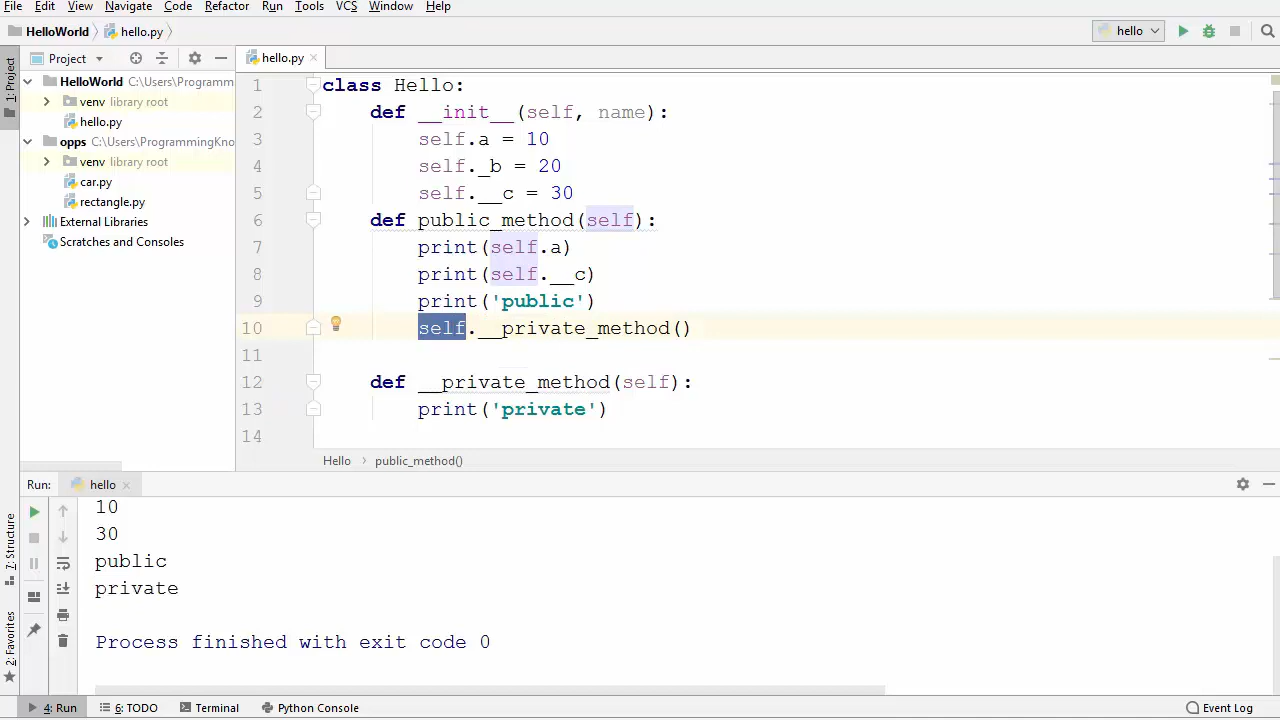 File Edit View Navigate Code Refactor Run Tools VCS Window Help
HelloWorld hello.py hello
1: Project
Project hello.py
HelloWorld C:\Users\Programm
venv library root
hello.py
opps C:\Users\ProgrammingKno
venv library root
car.py
rectangle.py
External Libraries
Scratches and Consoles
1 class Hello:
2 def __init__(self, name):
3 self.a = 10
4 self._b = 20
5 self.__c = 30
6 def public_method(self):
7 print(self.a)
8 print(self.__c)
9 print('public')
10 self.__private_method()
11
12 def __private_method(self):
13 print('private')
14
Hello public_method()
Run: hello
10
30
public
private
Process finished with exit code 0
7: Structure
2: Favorites
4: Run 6: TODO Terminal Python Console Event Log